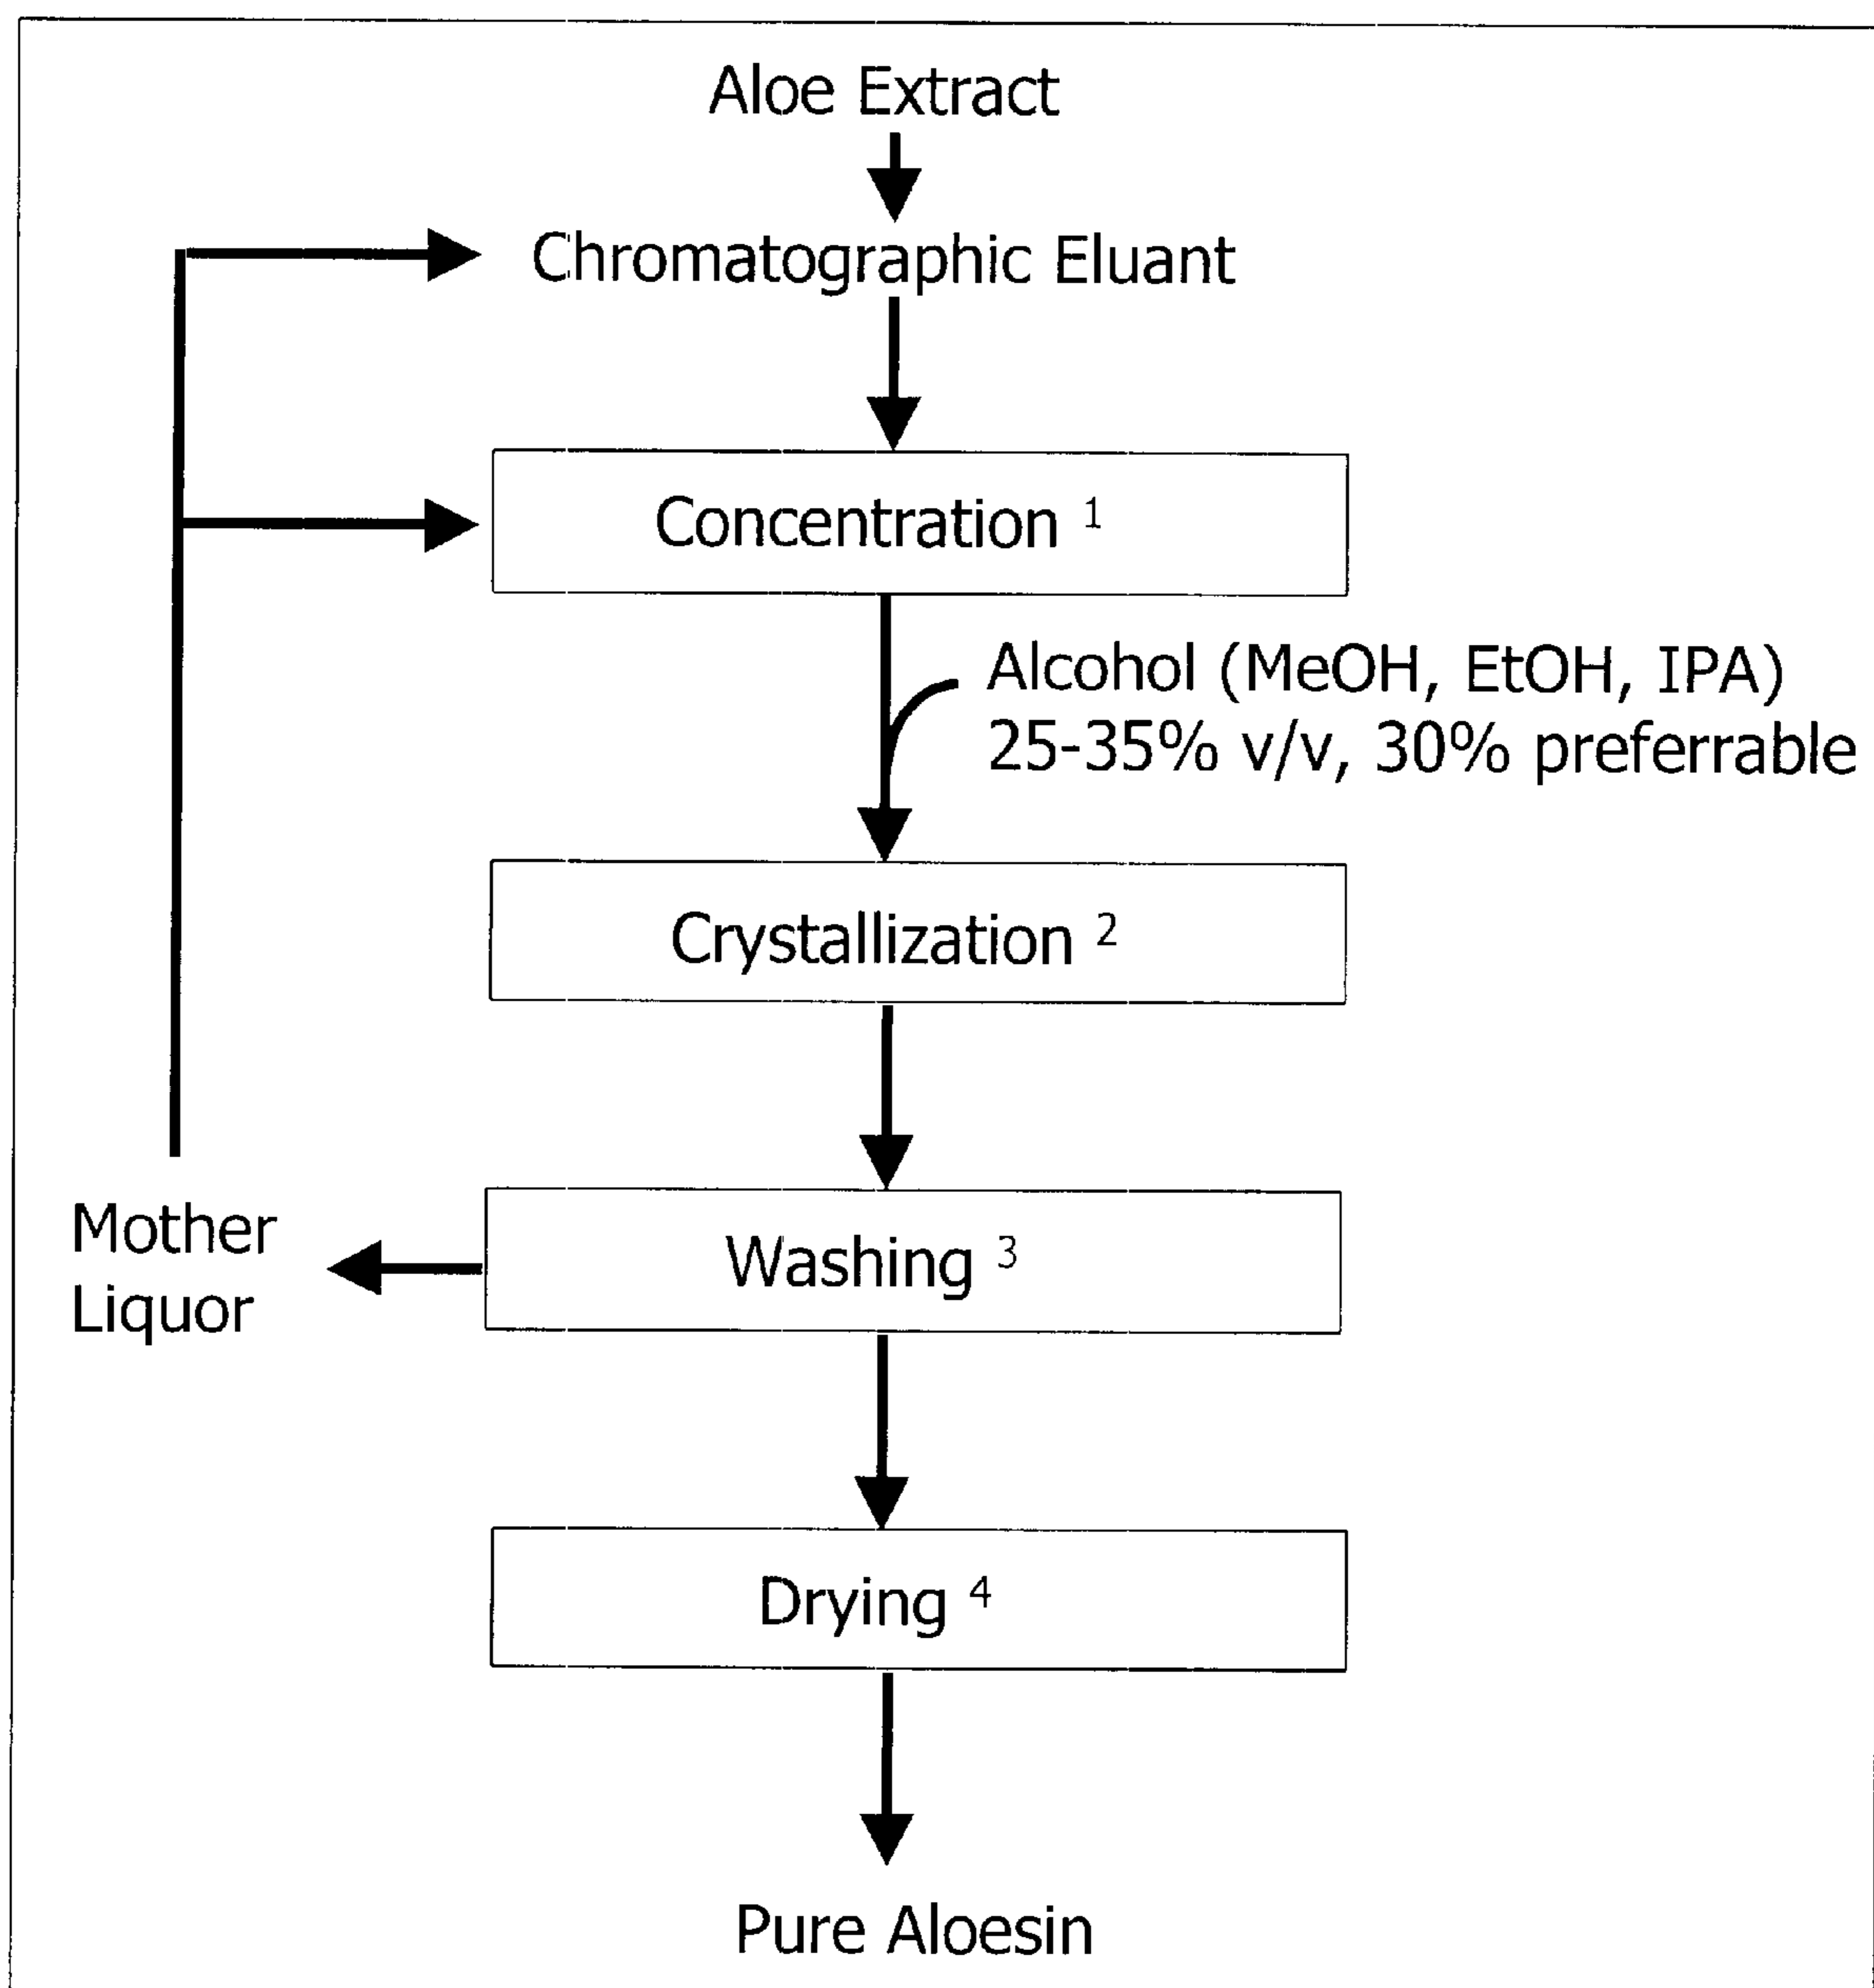 Aloe Extract
Chromatographic Eluant
Concentration 1
Alcohol (MeOH, EtOH, IPA)
25-35% v/v, 30% preferrable
Crystallization 2
Washing 3
Mother
Liquor
Drying 4
Pure Aloesin